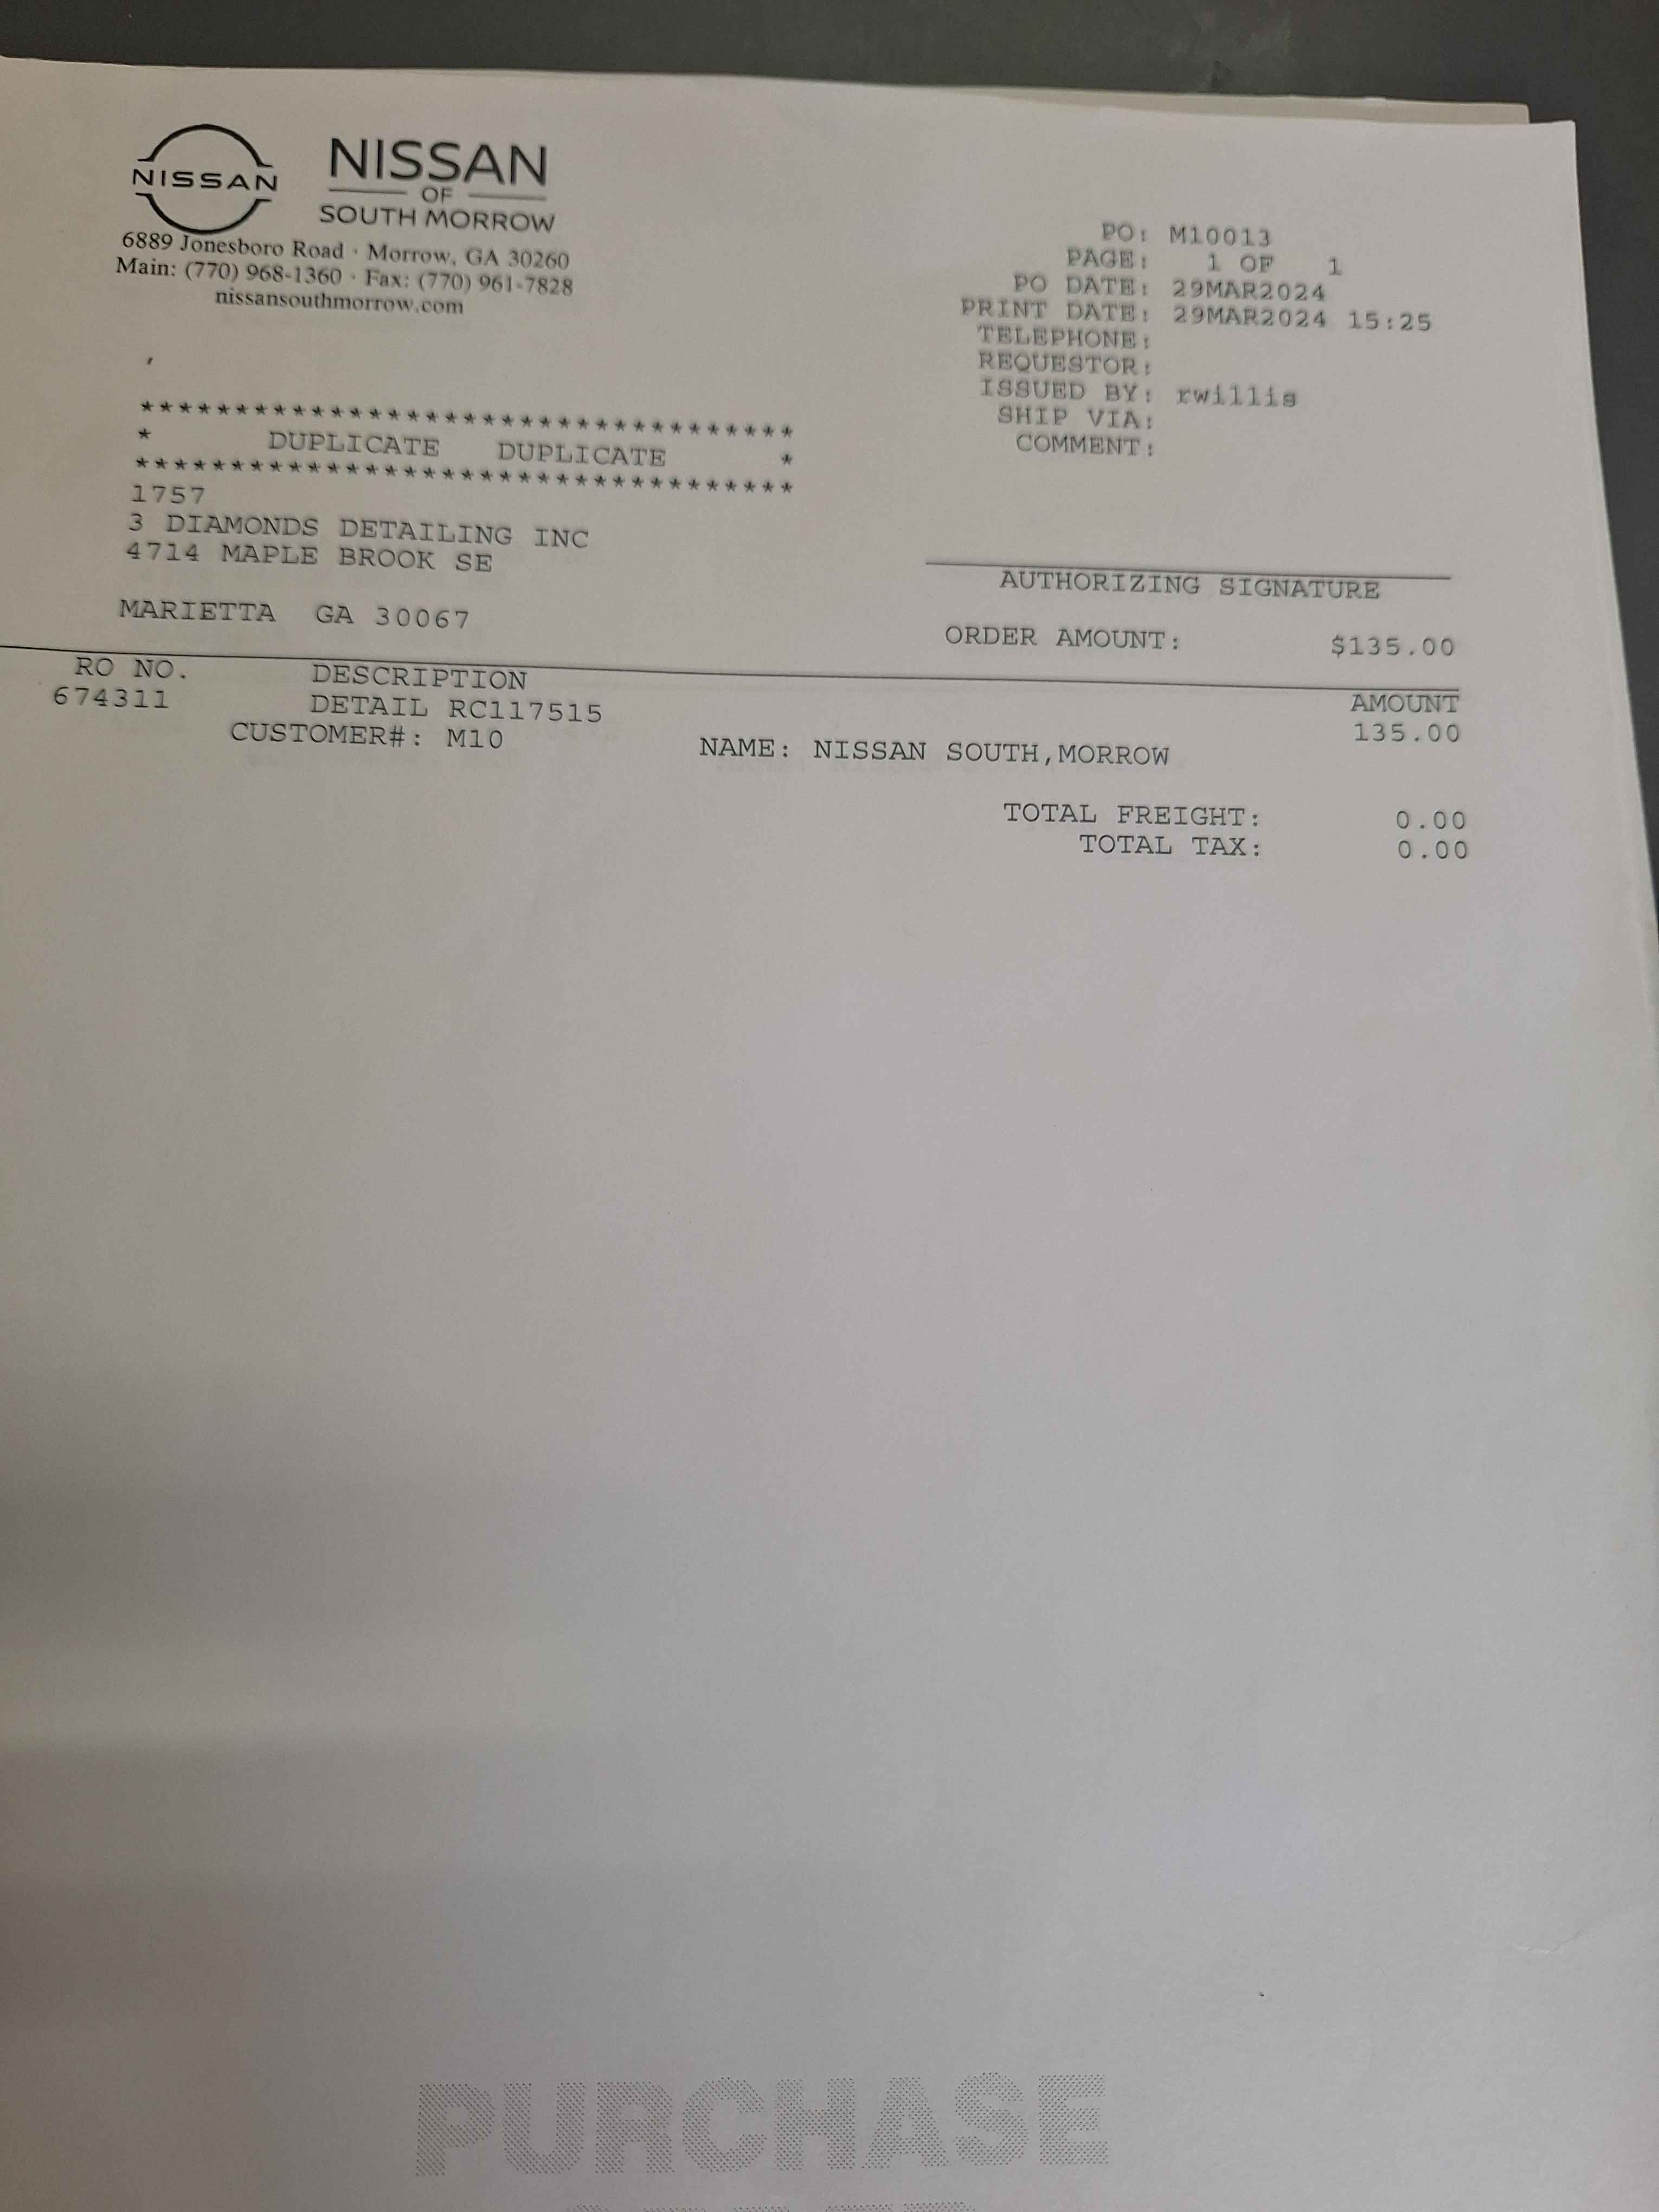 NISSAN
NISSAN
OF
SOUTH MORROW
6889 Jonesboro Road · Morrow, GA 30260
Main: (770) 968-1360 · Fax: (770) 961-7828
nissansouthmorrow.com
PO: M10013
PAGE: 1 OF 1
PO DATE: 29MAR2024
PRINT DATE: 29MAR2024 15:25
TELEPHONE:
REQUESTOR:
ISSUED BY: rwillis
SHIP VIA:
COMMENT:
,
***********************************
* DUPLICATE DUPLICATE *
***********************************
1757
3 DIAMONDS DETAILING INC
4714 MAPLE BROOK SE
MARIETTA GA 30067
AUTHORIZING SIGNATURE
ORDER AMOUNT: $135.00
RO NO. DESCRIPTION AMOUNT
674311 DETAIL RC117515 135.00
CUSTOMER#: M10 NAME: NISSAN SOUTH,MORROW
TOTAL FREIGHT: 0.00
TOTAL TAX: 0.00
PURCHASE